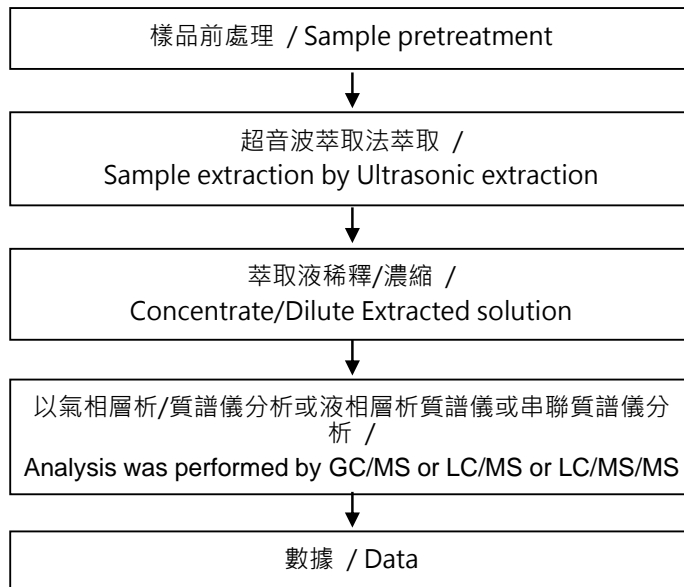 樣品前處理 / Sample pretreatment
超音波萃取法萃取 /
Sample extraction by Ultrasonic extraction
萃取液稀釋/濃縮 /
Concentrate/Dilute Extracted solution
以氣相層析/質譜儀分析或液相層析質譜儀或串聯質譜儀分
析 /
Analysis was performed by GC/MS or LC/MS or LC/MS/MS
數據 / Data